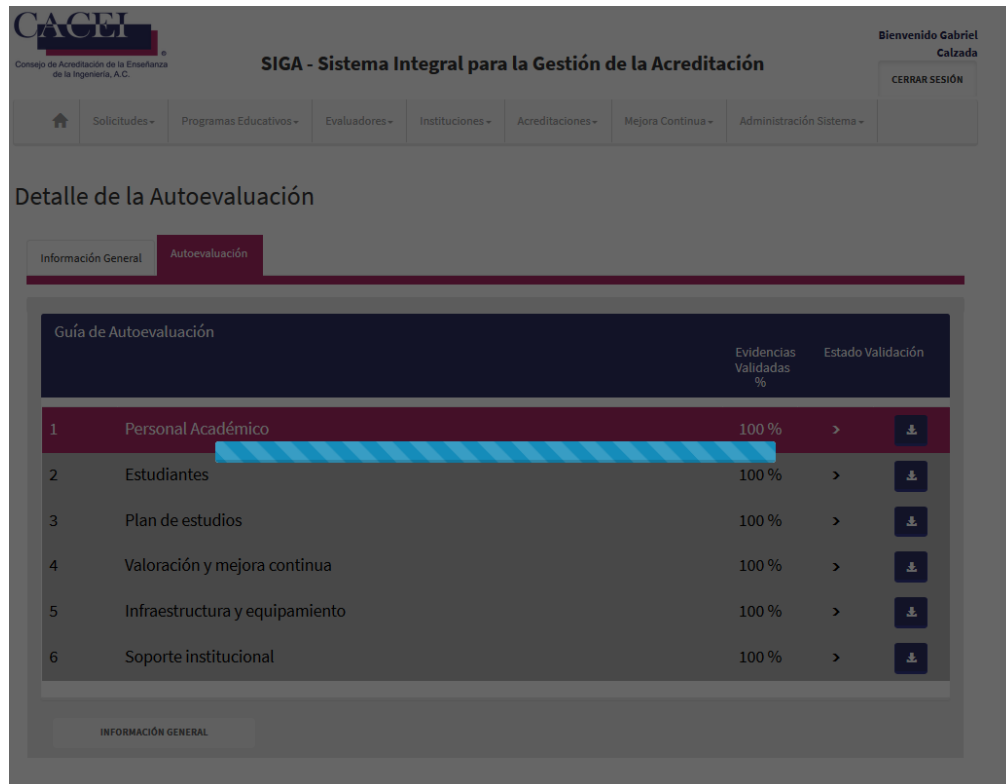 CACEI
®
Consejo de Acreditación de la Enseñanza
de la Ingeniería, A.C.
SIGA - Sistema Integral para la Gestión de la Acreditación
Bienvenido Gabriel
Calzada
CERRAR SESIÓN
Solicitudes
Programas Educativos
Evaluadores
Instituciones
Acreditaciones
Mejora Continua
Administración Sistema
Detalle de la Autoevaluación
Información General
Autoevaluación
Guía de Autoevaluación
Evidencias
Validadas
%
Estado Validación
1 Personal Académico 100 % >
2 Estudiantes 100 % >
3 Plan de estudios 100 % >
4 Valoración y mejora continua 100 % >
5 Infraestructura y equipamiento 100 % >
6 Soporte institucional 100 % >
INFORMACIÓN GENERAL